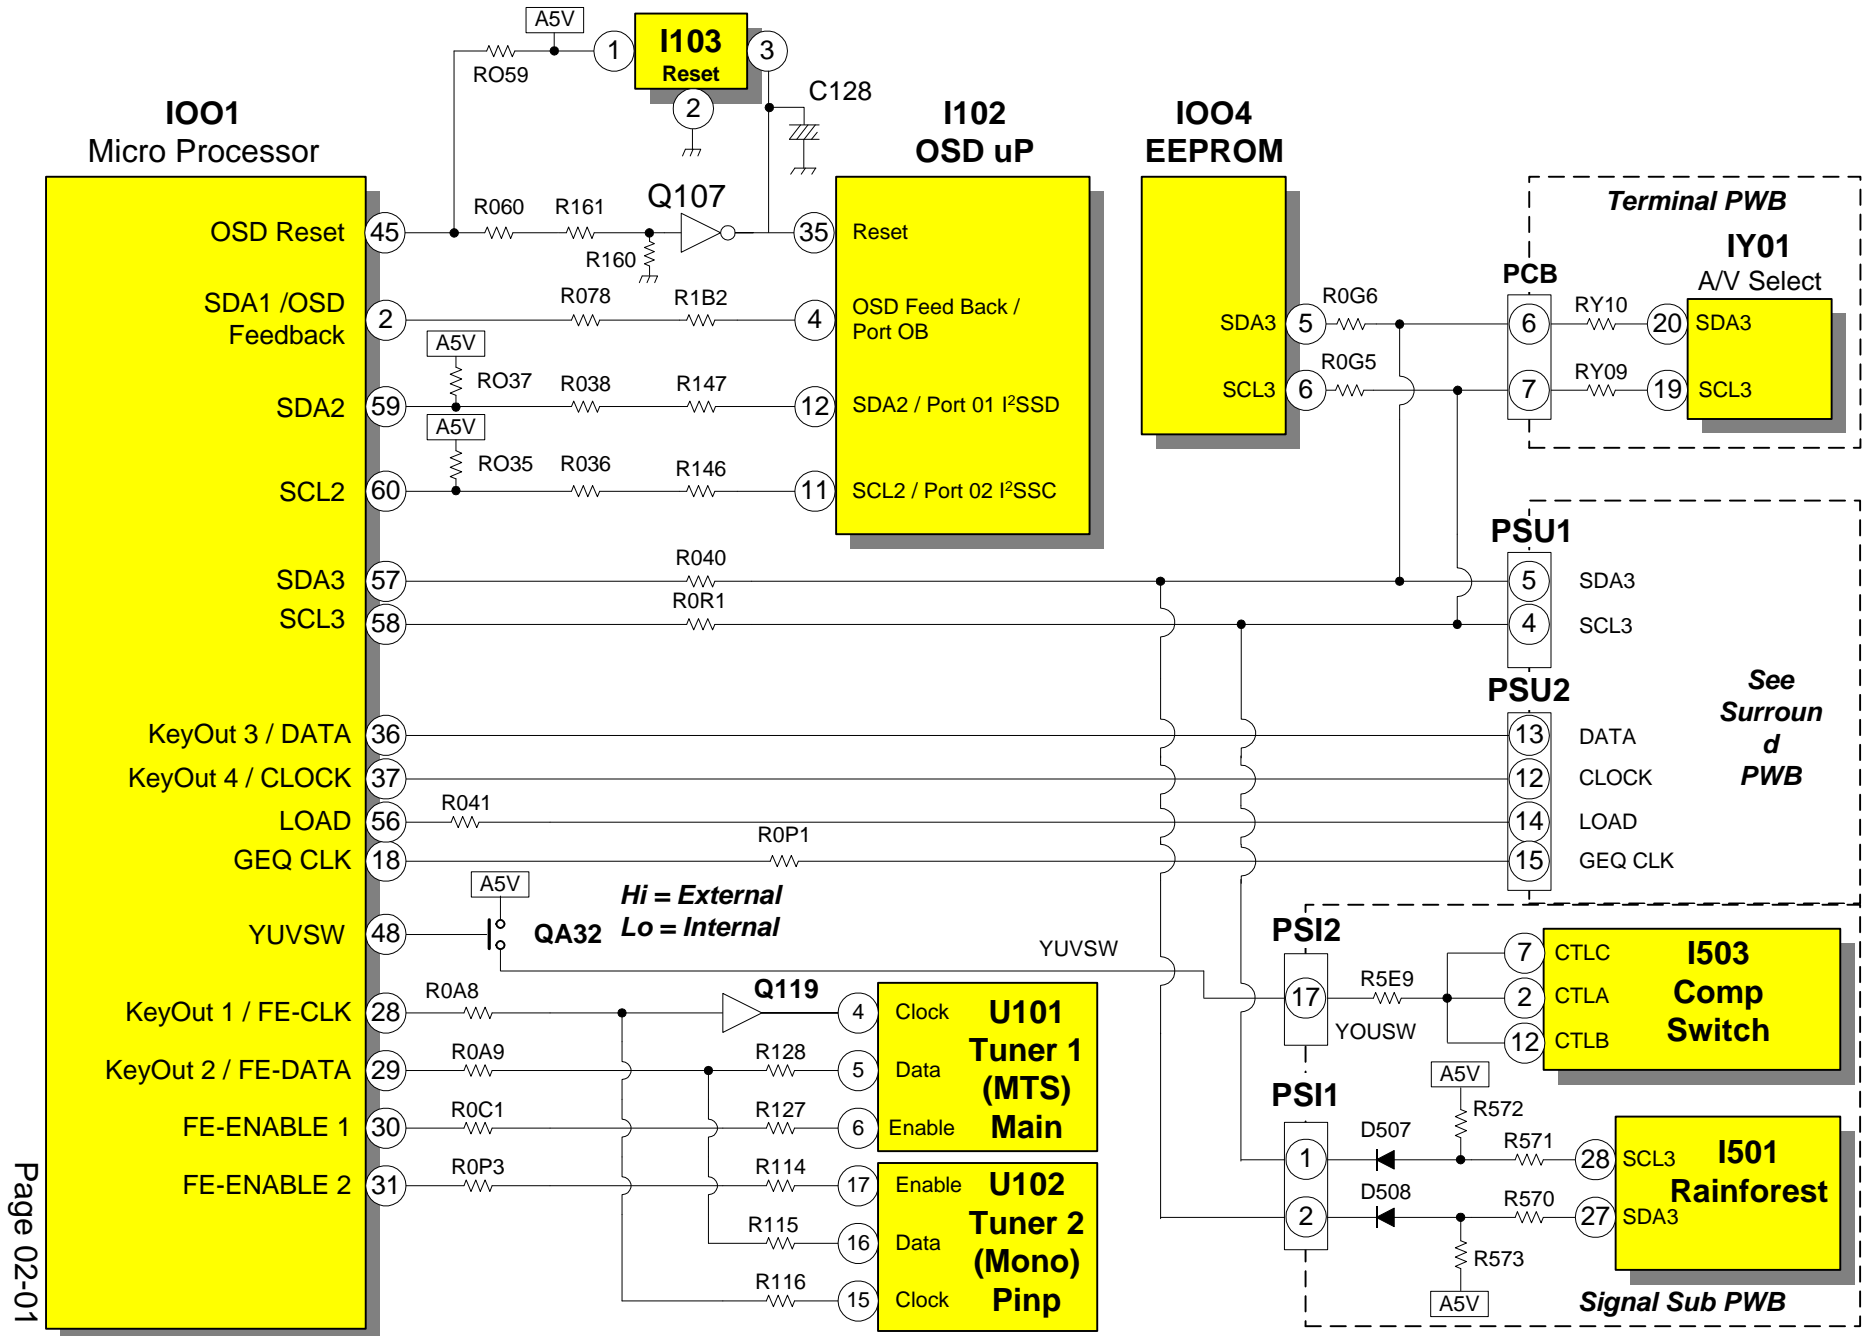 A5V
RO59
1
I103
Reset
3
2
C128
IOO1
Micro Processor
I102
OSD uP
IOO4
EEPROM
Terminal PWB
IY01
A/V Select
PCB
OSD Reset
45
R060
R161
Q107
R160
35
Reset
SDA1 /OSD
Feedback
2
R078
R1B2
4
OSD Feed Back /
Port OB
A5V
RO37
SDA2
59
R038
R147
12
SDA2 / Port 01 I²SSD
A5V
RO35
SCL2
60
R036
R146
11
SCL2 / Port 02 I²SSC
SDA3
5
R0G6
6
RY10
20
SDA3
SCL3
6
R0G5
7
RY09
19
SCL3
PSU1
SDA3
57
R040
5
SDA3
SCL3
58
R0R1
4
SCL3
PSU2
See
Surroun
d
PWB
KeyOut 3 / DATA
36
13
DATA
KeyOut 4 / CLOCK
37
12
CLOCK
LOAD
56
R041
14
LOAD
GEQ CLK
18
R0P1
15
GEQ CLK
A5V
Hi = External
Lo = Internal
YUVSW
48
QA32
YUVSW
PSI2
17
R5E9
YOUSW
7
CTLC
2
CTLA
12
CTLB
I503
Comp
Switch
KeyOut 1 / FE-CLK
28
R0A8
Q119
4
Clock
KeyOut 2 / FE-DATA
29
R0A9
R128
5
Data
FE-ENABLE 1
30
R0C1
R127
6
Enable
U101
Tuner 1
(MTS)
Main
FE-ENABLE 2
31
R0P3
R114
17
Enable
R115
16
Data
R116
15
Clock
U102
Tuner 2
(Mono)
Pinp
PSI1
A5V
R572
1
D507
R571
28
SCL3
2
D508
R570
27
SDA3
R573
A5V
I501
Rainforest
Signal Sub PWB
Page 02-01